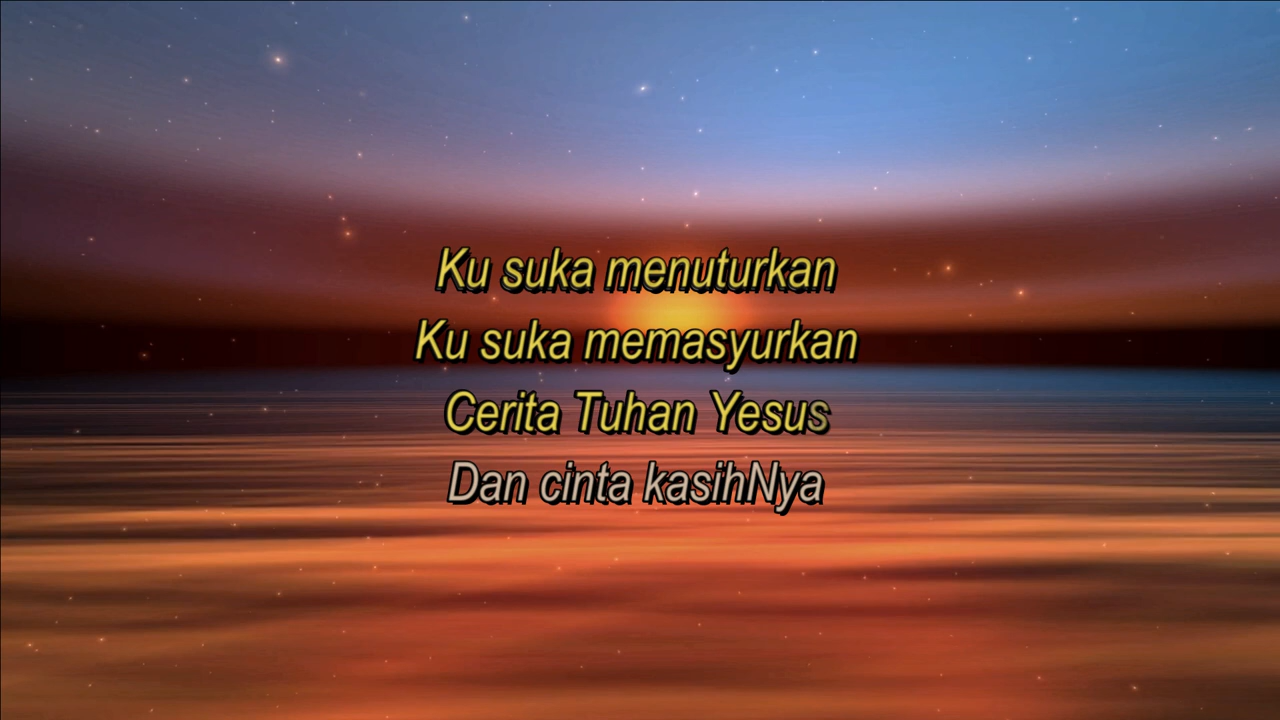 Ku suka menuturkan
Ku suka memasyurkan
Cerita Tuhan Yesus
Dan cinta kasihNya